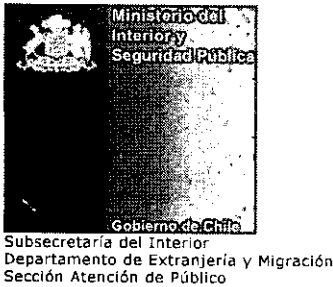 Ministerio del
Interior y
Seguridad Pública
Gobierno de Chile
Subsecretaría del Interior
Departamento de Extranjería y Migración
Sección Atención de Público